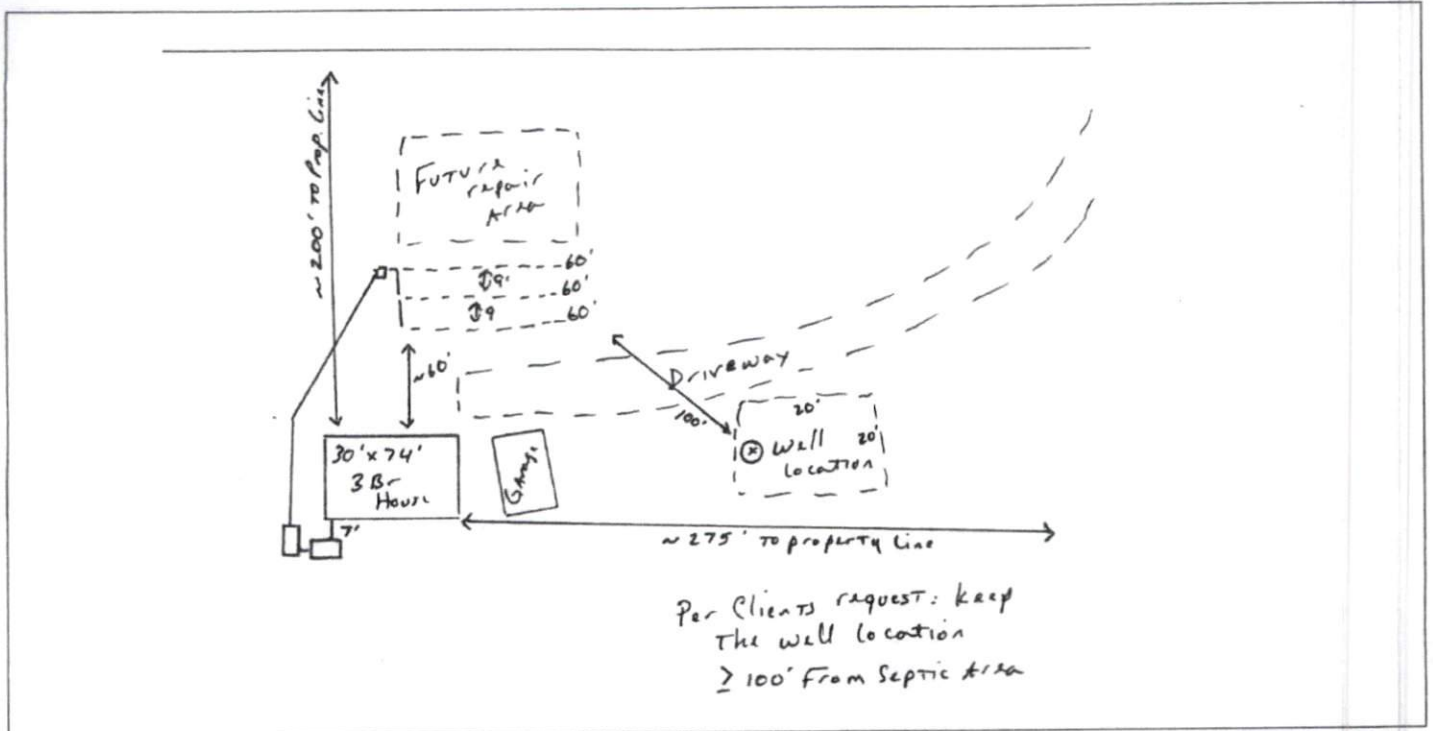 ~200' To Prop. Line
Future
repair
Area
60'
9'
60'
9
60'
~60'
Driveway
100'
20'
Well
20'
location
30' x 74'
3 Br
House
Garage
7'
~275' To property Line
Per Clients request: keep
The well location
≥ 100' From Septic Area